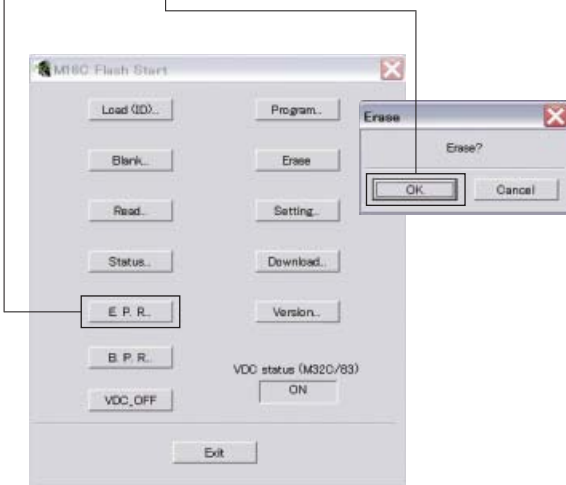 M16C Flash Start
Load (ID)...
Program...
Erase
Erase?
Blank...
Erase
OK
Cancel
Read..
Setting..
Status..
Download...
E. P. R..
Version...
B. P. R..
VDC status (M32C/83)
ON
VDC_OFF
Exit